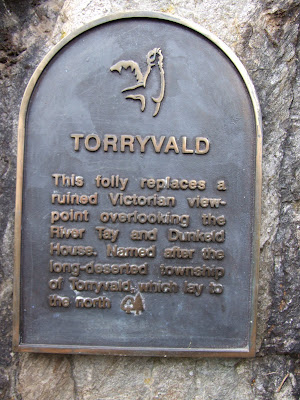 TORRYVALD
This folly replaces a
ruined Victorian view-
point overlooking the
River Tay and Dunkeld
House. Named after the
long-deserted township
of Torryvald, which lay to
the north